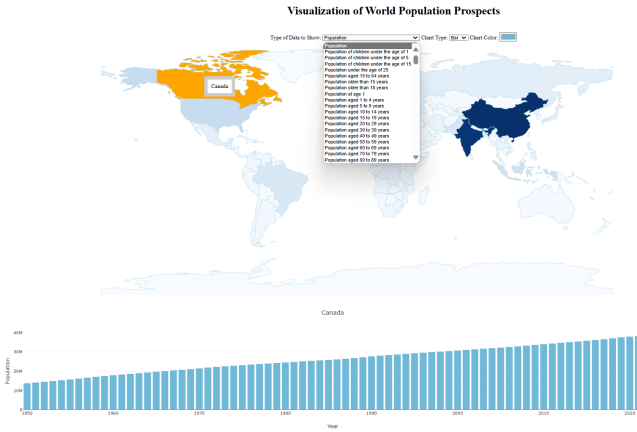 Visualization of World Population Prospects
Type of Data to Show: Population Chart Type: Bar Chart Color:
Population
Population of children under the age of 1
Population of children under the age of 5
Population of children under the age of 15
Population under the age of 25
Population aged 15 to 64 years
Population older than 15 years
Population older than 18 years
Population at age 1
Population aged 1 to 4 years
Population aged 5 to 9 years
Population aged 10 to 14 years
Population aged 15 to 19 years
Population aged 20 to 29 years
Population aged 30 to 39 years
Population aged 40 to 49 years
Population aged 50 to 59 years
Population aged 60 to 69 years
Population aged 70 to 79 years
Population aged 80 to 89 years
Canada
Canada
Population
40M
30M
20M
10M
0
1950 1960 1970 1980 1990 2000 2010 2020
Year